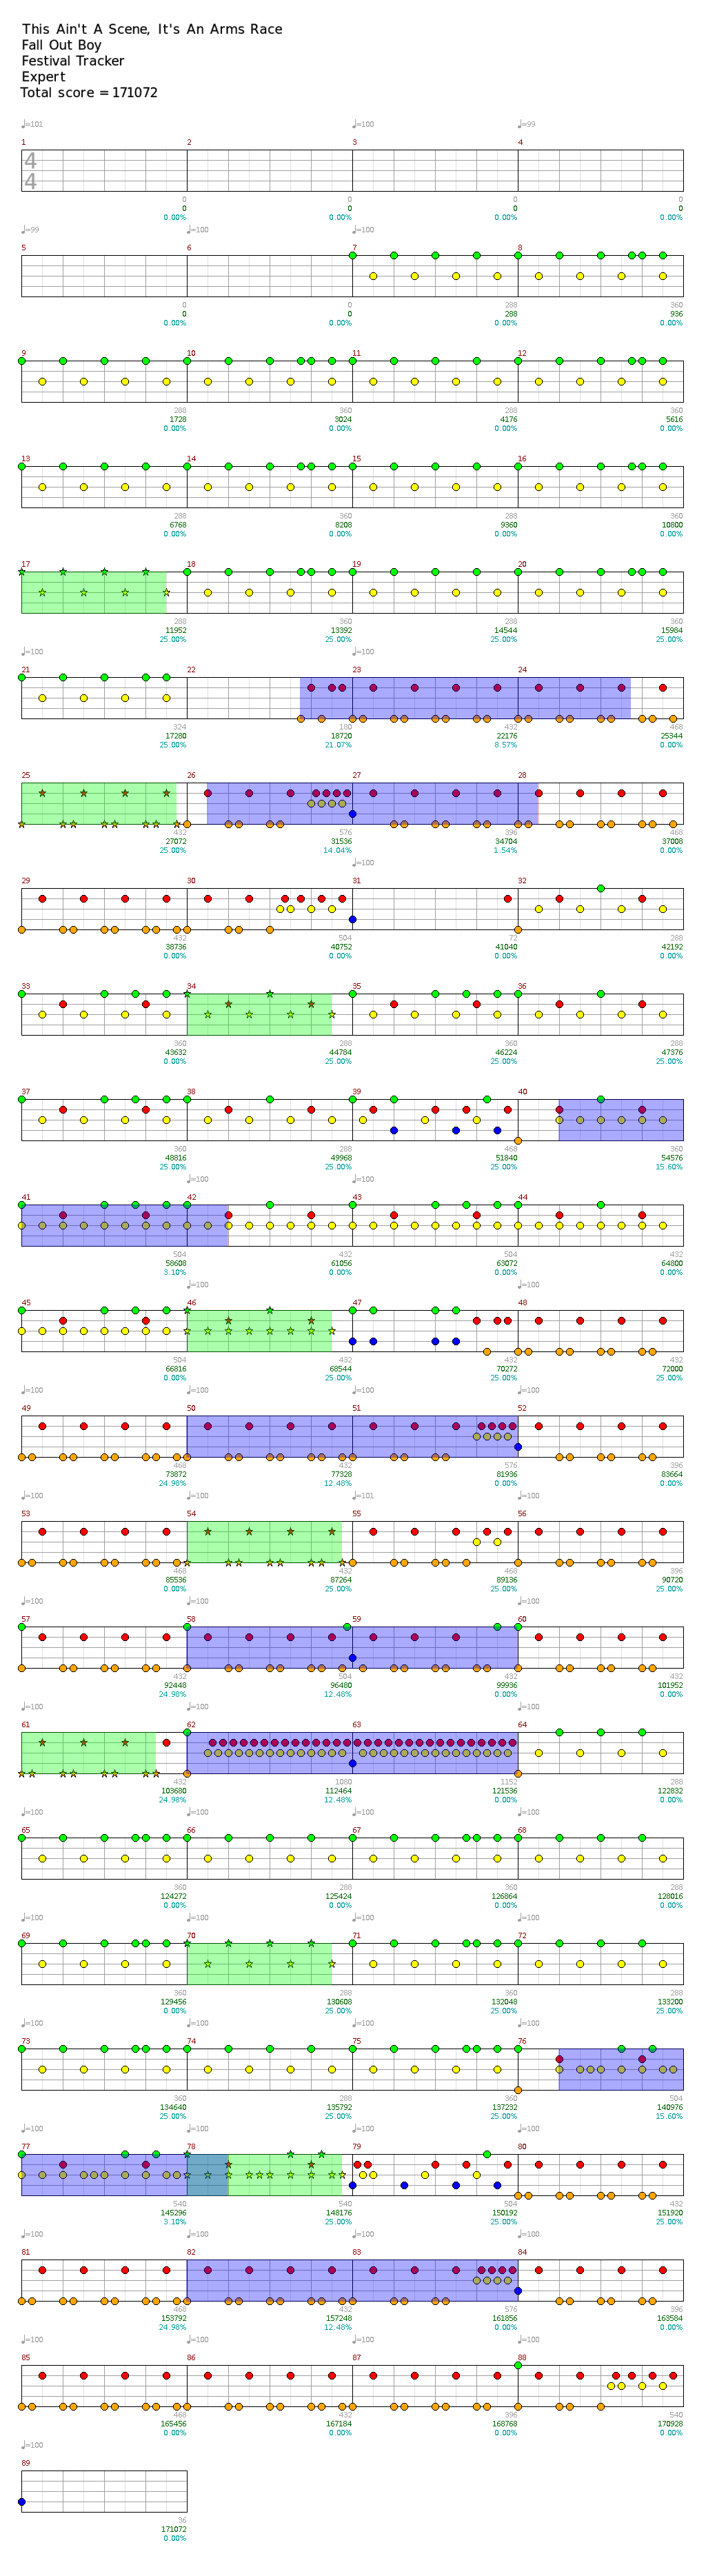 This Ain't A Scene, It's An Arms Race
Fall Out Boy
Festival Tracker
Expert
Total score = 171072
♩=101 ♩=100 ♩=99
1 2 3 4
4
4
0 0 0 0
0 0 0 0
0.00% 0.00% 0.00% 0.00%
♩=99 ♩=100 ♩=100
5 6 7 8
0 0 288 360
0 0 288 936
0.00% 0.00% 0.00% 0.00%
9 10 11 12
288 360 288 360
1728 3024 4176 5616
0.00% 0.00% 0.00% 0.00%
13 14 15 16
288 360 288 360
6768 8208 9360 10800
0.00% 0.00% 0.00% 0.00%
17 18 19 20
288 360 288 360
11952 13392 14544 15984
25.00% 25.00% 25.00% 25.00%
♩=100 ♩=100
21 22 23 24
324 180 432 468
17280 18720 22176 25344
25.00% 21.07% 8.57% 0.00%
25 26 27 28
432 576 396 468
27072 31536 34704 37008
25.00% 14.04% 1.54% 0.00%
♩=100
29 30 31 32
432 504 72 288
38736 40752 41040 42192
0.00% 0.00% 0.00% 0.00%
33 34 35 36
360 288 360 288
43632 44784 46224 47376
0.00% 25.00% 25.00% 25.00%
♩=100
37 38 39 40
360 288 468 360
48816 49968 51840 54576
25.00% 25.00% 25.00% 15.60%
♩=100 ♩=100
41 42 43 44
504 432 504 432
58608 61056 63072 64800
3.10% 0.00% 0.00% 0.00%
♩=100 ♩=100
45 46 47 48
504 432 432 432
66816 68544 70272 72000
0.00% 25.00% 25.00% 25.00%
♩=100 ♩=100 ♩=100
49 50 51 52
468 432 576 396
73872 77328 81936 83664
24.98% 12.48% 0.00% 0.00%
♩=100 ♩=100 ♩=101 ♩=100
53 54 55 56
468 432 468 396
85536 87264 89136 90720
0.00% 25.00% 25.00% 25.00%
♩=100 ♩=100 ♩=100 ♩=100
57 58 59 60
432 504 432 432
92448 96480 99936 101952
24.98% 12.48% 0.00% 0.00%
♩=100 ♩=100 ♩=100 ♩=100
61 62 63 64
432 1080 1152 288
103680 112464 121536 122832
24.98% 12.48% 0.00% 0.00%
♩=100 ♩=100 ♩=100 ♩=100
65 66 67 68
360 288 360 288
124272 125424 126864 128016
0.00% 0.00% 0.00% 0.00%
♩=100 ♩=100 ♩=100 ♩=100
69 70 71 72
360 288 360 288
129456 130608 132048 133200
0.00% 25.00% 25.00% 25.00%
♩=100 ♩=100 ♩=100 ♩=100
73 74 75 76
360 288 360 504
134640 135792 137232 140976
25.00% 25.00% 25.00% 15.60%
♩=100 ♩=100 ♩=100 ♩=100
77 78 79 80
540 540 504 432
145296 148176 150192 151920
3.10% 25.00% 25.00% 25.00%
♩=100 ♩=100 ♩=100 ♩=100
81 82 83 84
468 432 576 396
153792 157248 161856 163584
24.98% 12.48% 0.00% 0.00%
♩=100 ♩=100 ♩=100 ♩=100
85 86 87 88
468 432 396 540
165456 167184 168768 170928
0.00% 0.00% 0.00% 0.00%
♩=100
89
36
171072
0.00%